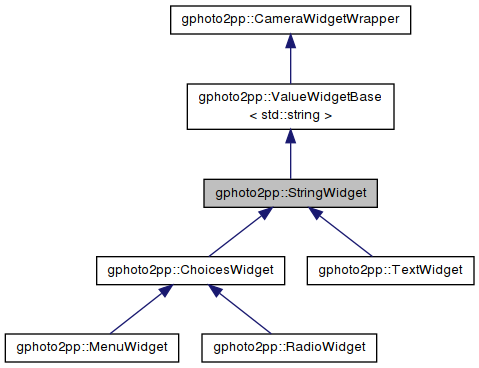 gphoto2pp::CameraWidgetWrapper
gphoto2pp::ValueWidgetBase
< std::string >
gphoto2pp::StringWidget
gphoto2pp::ChoicesWidget
gphoto2pp::TextWidget
gphoto2pp::MenuWidget
gphoto2pp::RadioWidget